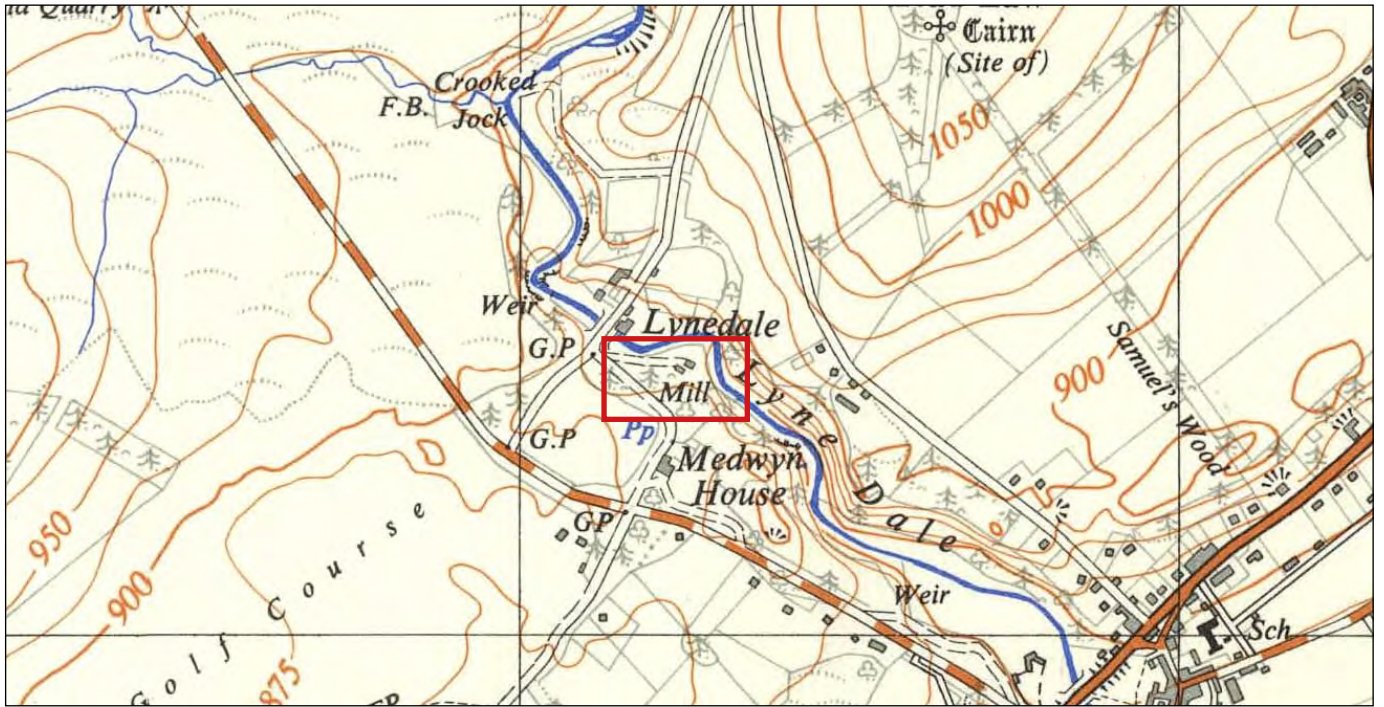 Quarry
Cairn
(Site of)
Crooked
Jock
F.B.
1050
1000
Weir
Lynedale
G.P
Mill
Lyne Dale
900
Samuel's Wood
G.P
Pp
Medwyn
House
GP
950
900
Golf Course
875
Weir
Sch